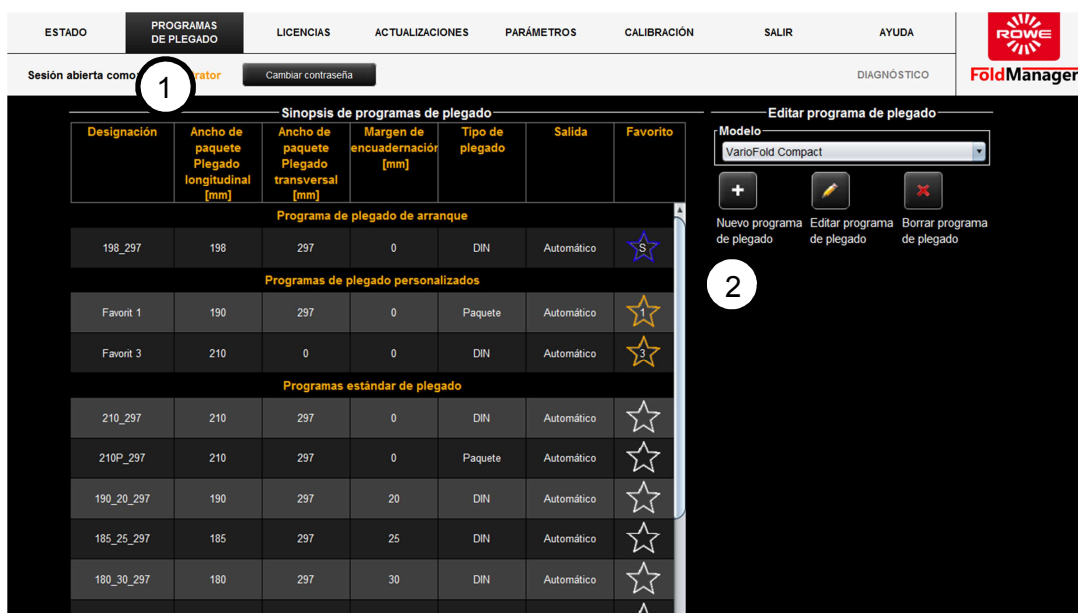 ESTADO
PROGRAMAS
DE PLEGADO
LICENCIAS
ACTUALIZACIONES
PARÁMETROS
CALIBRACIÓN
SALIR
AYUDA
ROWE
FoldManager
Sesión abierta como:
rator
Cambiar contraseña
DIAGNÓSTICO
1
Sinopsis de programas de plegado
Designación
Ancho de
paquete
Plegado
longitudinal
[mm]
Ancho de
paquete
Plegado
transversal
[mm]
Margen de
encuadernación
[mm]
Tipo de
plegado
Salida
Favorito
Programa de plegado de arranque
198_297 198 297 0 DIN Automático S
Programas de plegado personalizados
Favorit 1 190 297 0 Paquete Automático 1
Favorit 3 210 0 0 DIN Automático 3
Programas estándar de plegado
210_297 210 297 0 DIN Automático
210P_297 210 297 0 Paquete Automático
190_20_297 190 297 20 DIN Automático
185_25_297 185 297 25 DIN Automático
180_30_297 180 297 30 DIN Automático
Editar programa de plegado
Modelo
VarioFold Compact
Nuevo programa
de plegado
Editar programa
de plegado
Borrar programa
de plegado
2